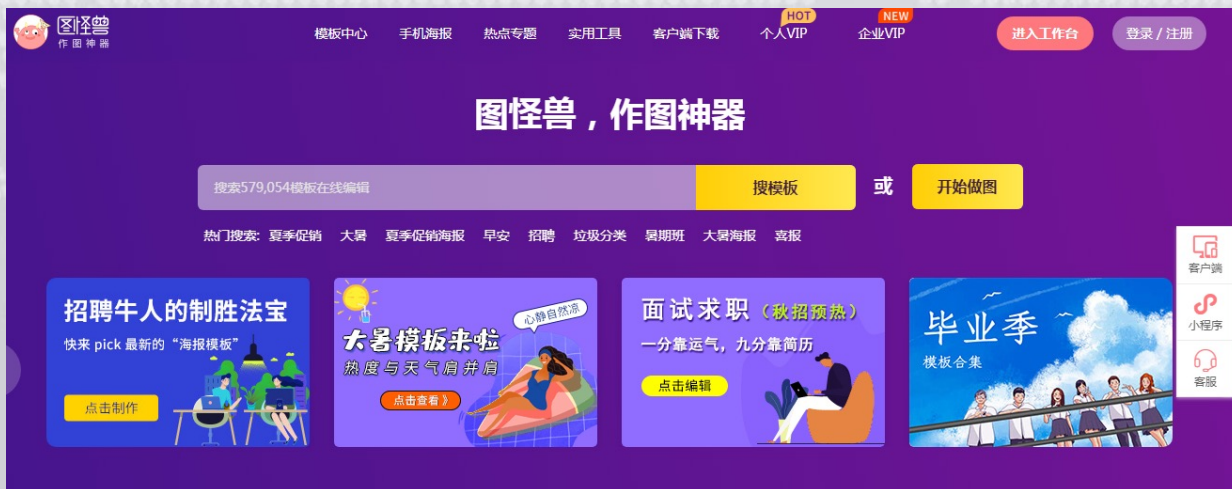 图怪兽
作图神器
模板中心
手机海报
热点专题
实用工具
客户端下载
HOT
个人VIP
NEW
企业VIP
进入工作台
登录 / 注册
图怪兽，作图神器
搜索579,054模板在线编辑
搜模板
或
开始做图
热门搜索: 夏季促销 大暑 夏季促销海报 早安 招聘 垃圾分类 暑期班 大暑海报 喜报
招聘牛人的制胜法宝
快来 pick 最新的“海报模板”
点击制作
心静自然凉
大暑模板来啦
热度与天气肩并肩
点击查看》
面试求职（秋招预热）
一分靠运气，九分靠简历
点击编辑
毕业季
模板合集
客户端
小程序
客服